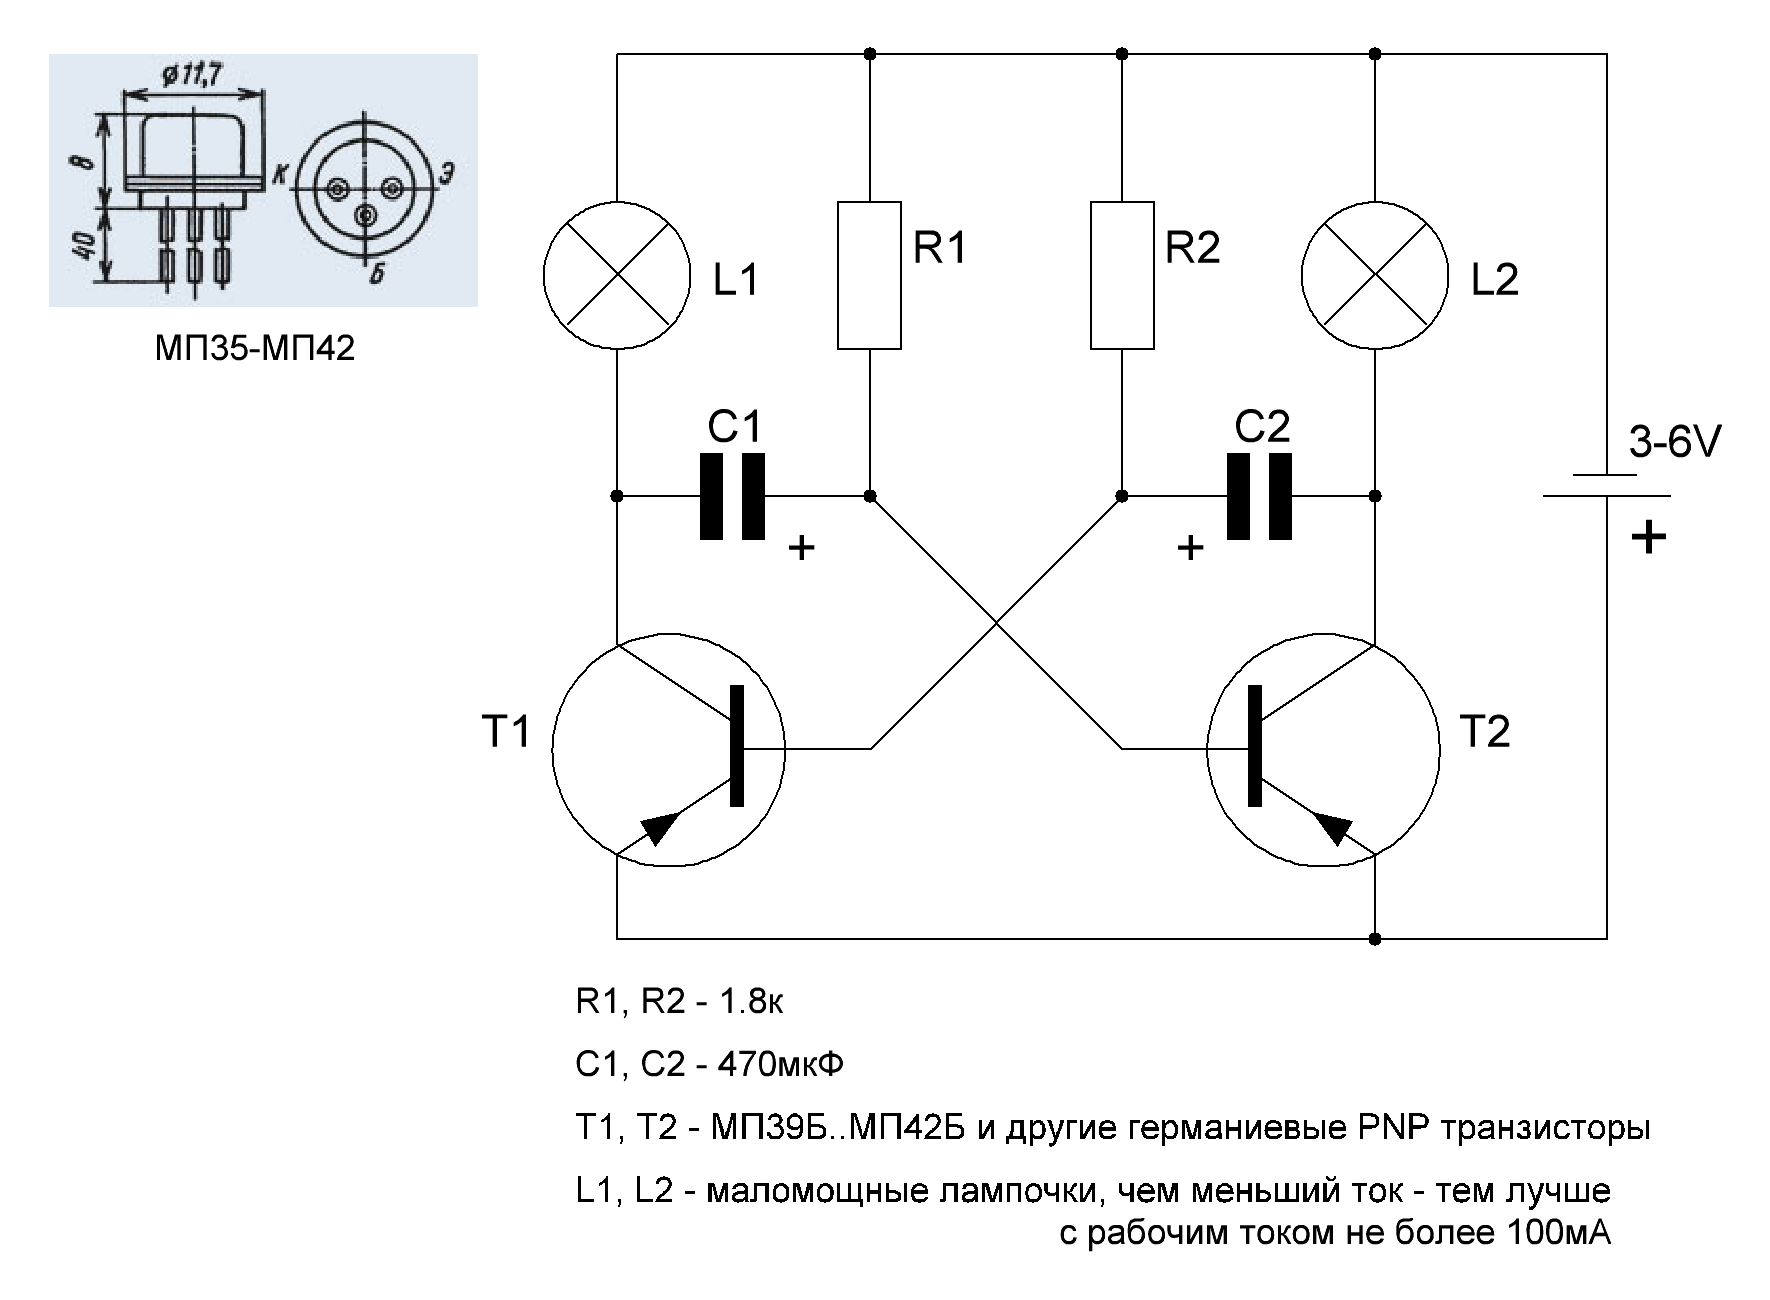 ø11,7
8
40
К
Э
Б
МП35-МП42
L1
R1
R2
L2
C1
C2
+
+
3-6V
+
T1
T2
R1, R2 - 1.8к
C1, C2 - 470мкФ
T1, T2 - МП39Б..МП42Б и другие германиевые PNP транзисторы
L1, L2 - маломощные лампочки, чем меньший ток - тем лучше
с рабочим током не более 100мА